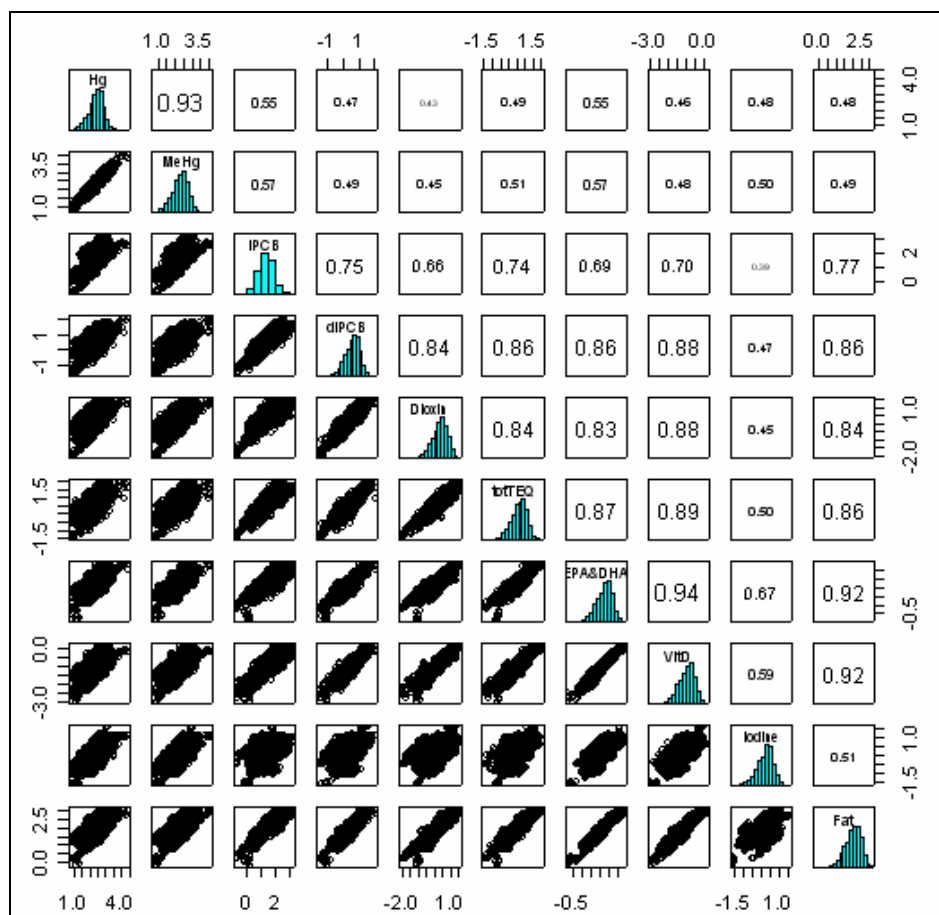 1.0 3.5 -1 1 -1.5 1.5 -3.0 0.0 0.0 2.5
Hg 0.93 0.55 0.47 0.43 0.49 0.55 0.46 0.48 0.48 1.0 4.0
1.0 3.5 MeHg 0.57 0.49 0.45 0.51 0.57 0.48 0.50 0.49
IPCB 0.75 0.66 0.74 0.69 0.70 0.39 0.77 0 2
-1 1 dlPCB 0.84 0.86 0.86 0.88 0.47 0.86
Dioxin 0.84 0.83 0.88 0.45 0.84 -2.0 1.0
-1.5 1.5 totTEQ 0.87 0.89 0.50 0.86
EPA&DHA 0.94 0.67 0.92 -0.5
-3.0 0.0 VitD 0.59 0.92
Iodine 0.51 -1.5 1.0
0.0 2.5 Fat
1.0 4.0 0 2 -2.0 1.0 -0.5 -1.5 1.0